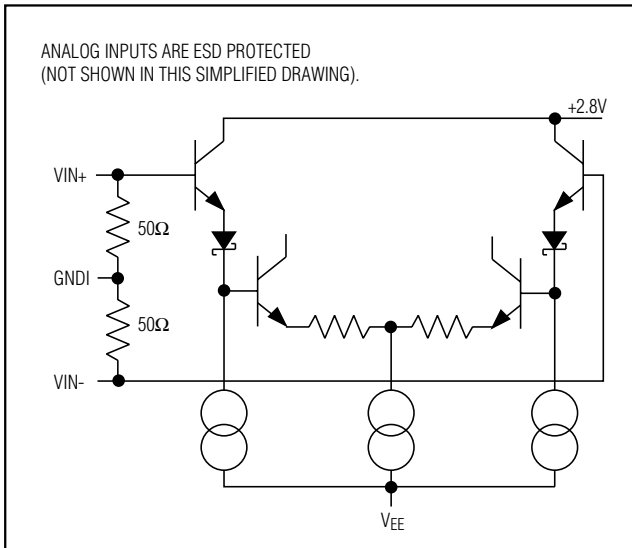 ANALOG INPUTS ARE ESD PROTECTED
(NOT SHOWN IN THIS SIMPLIFIED DRAWING).
+2.8V
VIN+
50Ω
GNDI
50Ω
VIN-
VEE